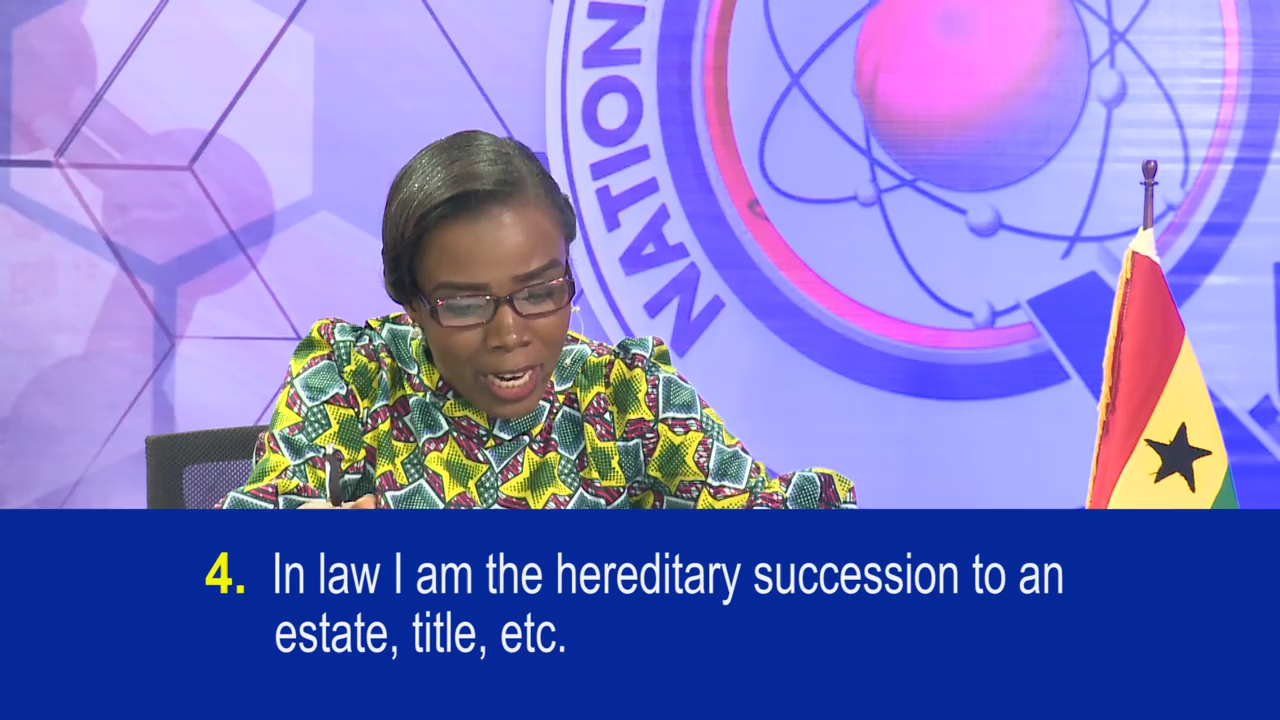 NATION
4. In law I am the hereditary succession to an
estate, title, etc.